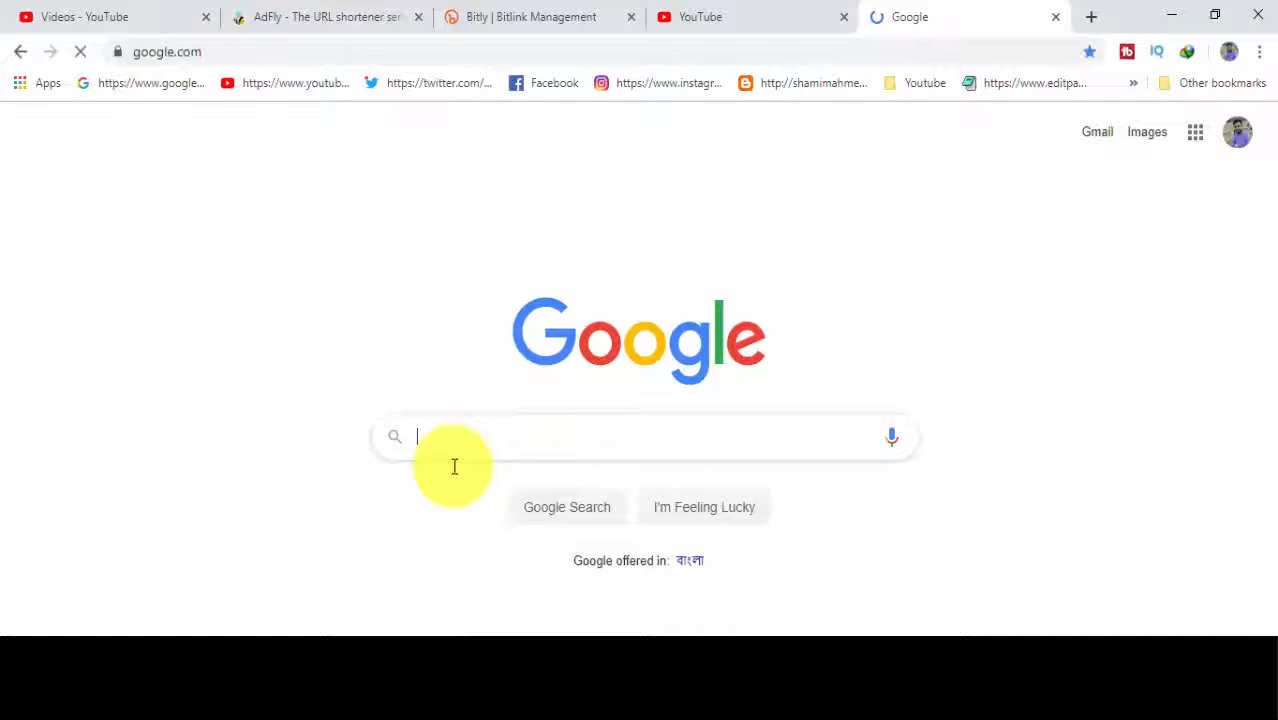 Videos - YouTube
AdFly - The URL shortener ser
Bitly | Bitlink Management
YouTube
Google
google.com
Apps
https://www.google...
https://www.youtub...
https://twitter.com/...
Facebook
https://www.instagr...
http://shamimahme...
Youtube
https://www.editpa...
»
Other bookmarks
Gmail
Images
Google
Google Search
I'm Feeling Lucky
Google offered in: বাংলা